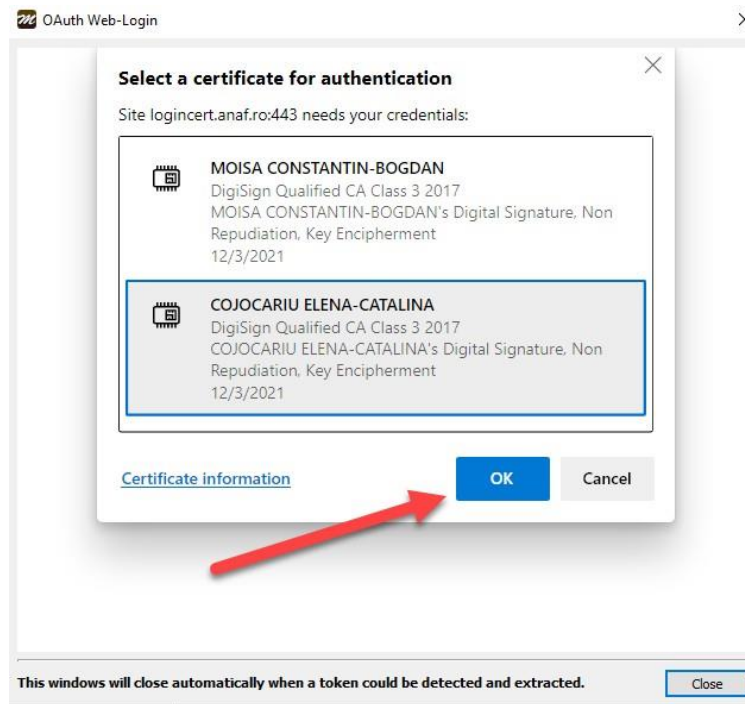 OAuth Web-Login
Select a certificate for authentication
Site logincert.anaf.ro:443 needs your credentials:
MOISA CONSTANTIN-BOGDAN
DigiSign Qualified CA Class 3 2017
MOISA CONSTANTIN-BOGDAN's Digital Signature, Non
Repudiation, Key Encipherment
12/3/2021
COJOCARIU ELENA-CATALINA
DigiSign Qualified CA Class 3 2017
COJOCARIU ELENA-CATALINA's Digital Signature, Non
Repudiation, Key Encipherment
12/3/2021
Certificate information
OK
Cancel
This windows will close automatically when a token could be detected and extracted.
Close